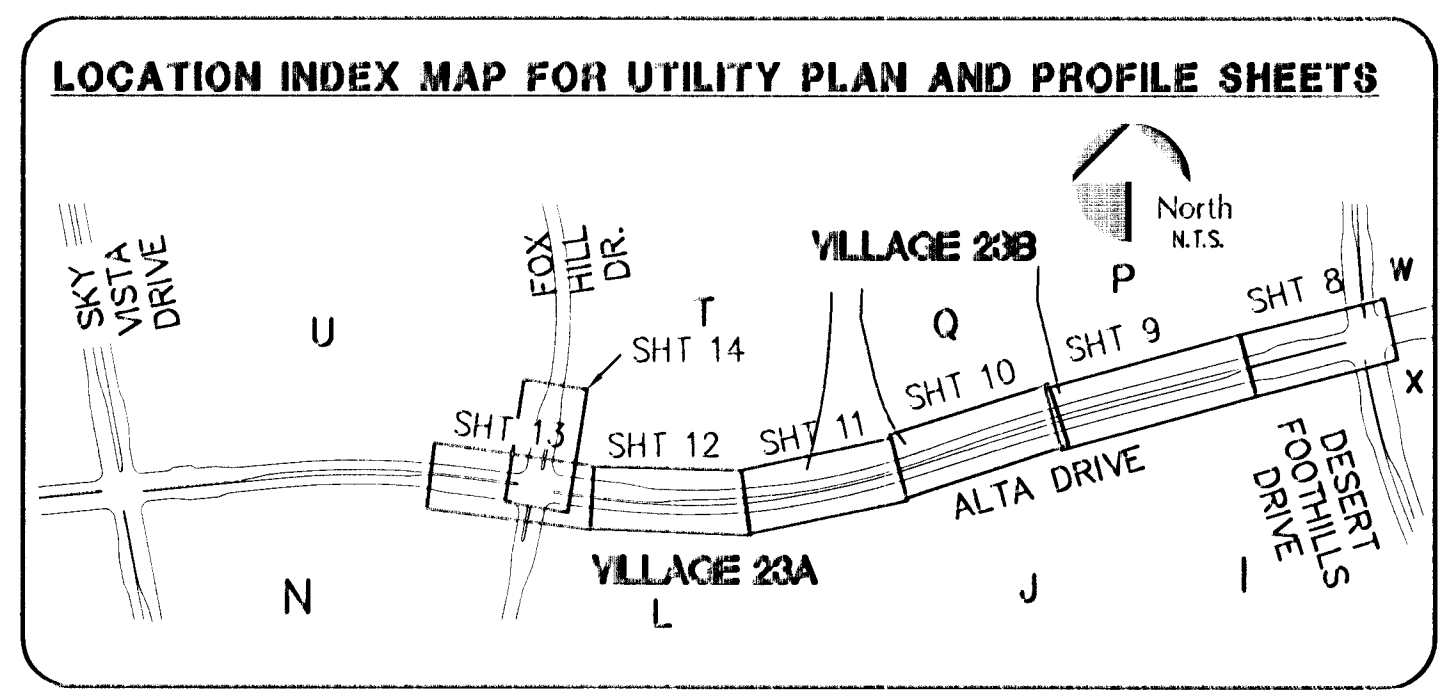 LOCATION INDEX MAP FOR UTILITY PLAN AND PROFILE SHEETS
North
N.T.S.
SKY
VISTA
DRIVE
U
FOX
HILL
DR.
T
SHT 14
VILLAGE 23B
Q
P
SHT 8
W
X
SHT 9
SHT 10
SHT 11
SHT 12
SHT 13
ALTA DRIVE
DESERT
FOOTHILLS
DRIVE
VILLAGE 23A
N
L
J
I